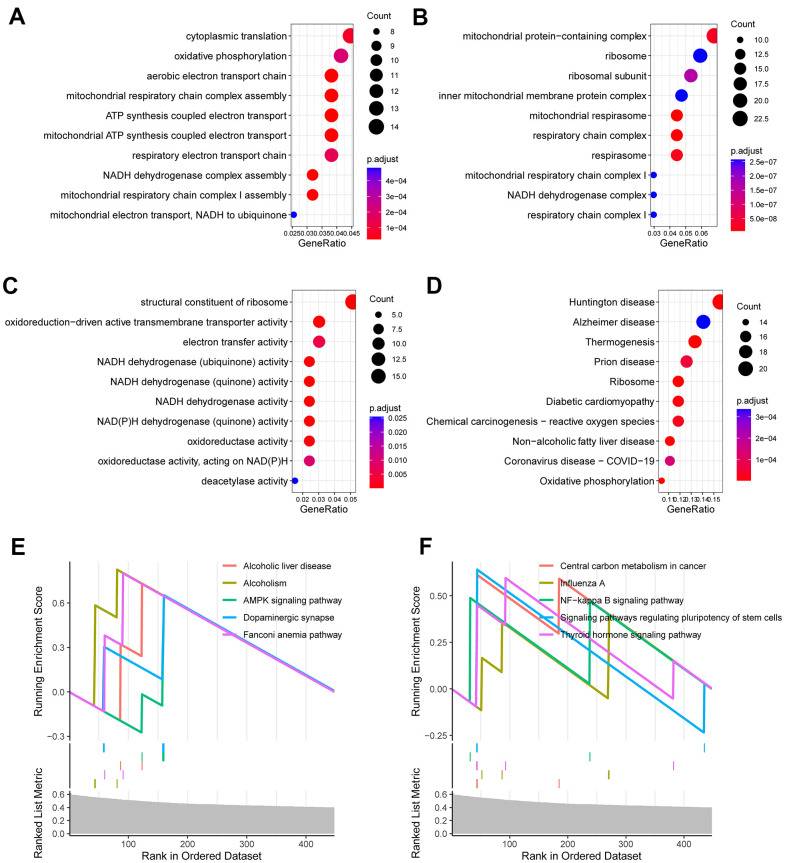 A
cytoplasmic translation
oxidative phosphorylation
aerobic electron transport chain
mitochondrial respiratory chain complex assembly
ATP synthesis coupled electron transport
mitochondrial ATP synthesis coupled electron transport
respiratory electron transport chain
NADH dehydrogenase complex assembly
mitochondrial respiratory chain complex I assembly
mitochondrial electron transport, NADH to ubiquinone
0.025 0.030 0.035 0.040 0.045
GeneRatio
Count
8
9
10
11
12
13
14
p.adjust
4e−04
3e−04
2e−04
1e−04
B
mitochondrial protein−containing complex
ribosome
ribosomal subunit
inner mitochondrial membrane protein complex
mitochondrial respirasome
respiratory chain complex
respirasome
mitochondrial respiratory chain complex I
NADH dehydrogenase complex
respiratory chain complex I
0.03 0.04 0.05 0.06
GeneRatio
Count
10.0
12.5
15.0
17.5
20.0
22.5
p.adjust
2.5e−07
2.0e−07
1.5e−07
1.0e−07
5.0e−08
C
structural constituent of ribosome
oxidoreduction−driven active transmembrane transporter activity
electron transfer activity
NADH dehydrogenase (ubiquinone) activity
NADH dehydrogenase (quinone) activity
NADH dehydrogenase activity
NAD(P)H dehydrogenase (quinone) activity
oxidoreductase activity
oxidoreductase activity, acting on NAD(P)H
deacetylase activity
0.02 0.03 0.04 0.05
GeneRatio
Count
5.0
7.5
10.0
12.5
15.0
p.adjust
0.025
0.020
0.015
0.010
0.005
D
Huntington disease
Alzheimer disease
Thermogenesis
Prion disease
Ribosome
Diabetic cardiomyopathy
Chemical carcinogenesis − reactive oxygen species
Non−alcoholic fatty liver disease
Coronavirus disease − COVID−19
Oxidative phosphorylation
0.11 0.12 0.13 0.14 0.15
GeneRatio
Count
14
16
18
20
p.adjust
3e−04
2e−04
1e−04
E
Running Enrichment Score
0.6
0.3
0.0
−0.3
Alcoholic liver disease
Alcoholism
AMPK signaling pathway
Dopaminergic synapse
Fanconi anemia pathway
Ranked List Metric
0.6
0.4
0.2
0.0
100 200 300 400
Rank in Ordered Dataset
F
Running Enrichment Score
0.50
0.25
0.00
−0.25
Central carbon metabolism in cancer
Influenza A
NF−kappa B signaling pathway
Signaling pathways regulating pluripotency of stem cells
Thyroid hormone signaling pathway
Ranked List Metric
0.6
0.4
0.2
0.0
100 200 300 400
Rank in Ordered Dataset